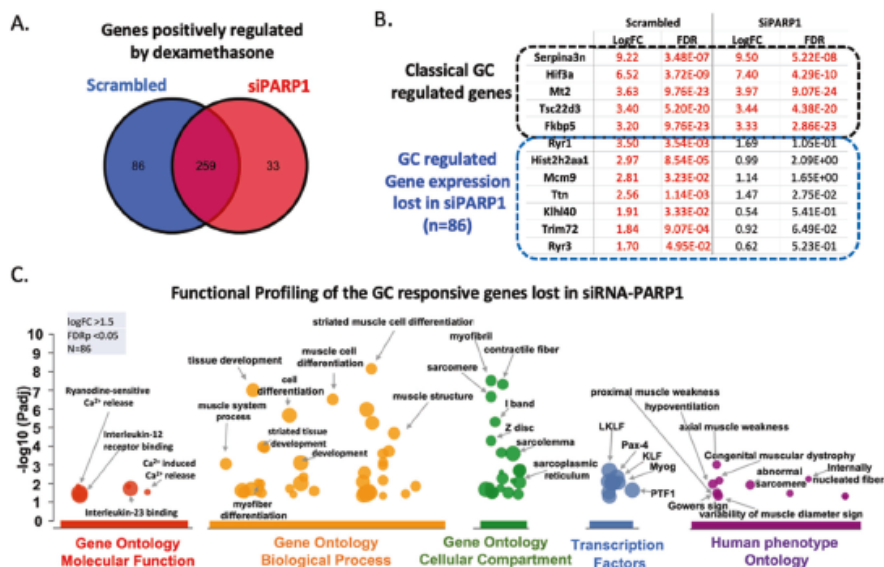 A.
Genes positively regulated
by dexamethasone
Scrambled
siPARP1
86
259
33
B.
Scrambled
SiPARP1
LogFC FDR LogFC FDR
Classical GC
regulated genes
Serpina3n 9.22 3.48E-07 9.50 5.22E-08
Hif3a 6.52 3.72E-09 7.40 4.29E-10
Mt2 3.63 9.76E-23 3.97 9.07E-24
Tsc22d3 3.40 5.20E-20 3.44 4.38E-20
Fkbp5 3.20 9.76E-23 3.33 2.86E-23
GC regulated
Gene expression
lost in siPARP1
(n=86)
Ryr1 3.50 3.54E-03 1.69 1.05E-01
Hist2h2aa1 2.97 8.54E-05 0.99 2.09E+00
Mcm9 2.81 3.23E-02 1.14 1.65E+00
Ttn 2.56 1.14E-03 1.47 2.75E-02
Klhl40 1.91 3.33E-02 0.54 5.41E-01
Trim72 1.84 9.07E-04 0.92 6.49E-02
Ryr3 1.70 4.95E-02 0.62 5.23E-01
C.
Functional Profiling of the GC responsive genes lost in siRNA-PARP1
logFC >1.5
FDRp <0.05
N=86
-log10 (Padj)
10
9
8
7
6
5
4
3
2
1
0
Ryanodine-sensitive
Ca²⁺ release
Interleukin-12
receptor binding
Ca²⁺ induced
Ca²⁺ release
Interleukin-23 binding
Gene Ontology
Molecular Function
tissue development
muscle system
process
cell
differentiation
striated tissue
development
muscle cell
differentiation
striated muscle cell differentiation
muscle structure
development
myofiber
differentiation
Gene Ontology
Biological Process
myofibril
contractile fiber
sarcomere
I band
Z disc
sarcolemma
sarcoplasmic
reticulum
Gene Ontology
Cellular Compartment
LKLF
Pax-4
KLF
Myog
PTF1
Transcription
Factors
proximal muscle weakness
hypoventilation
axial muscle weakness
Congenital muscular dystrophy
abnormal
sarcomere
Internally
nucleated fiber
Gowers sign
variability of muscle diameter sign
Human phenotype
Ontology